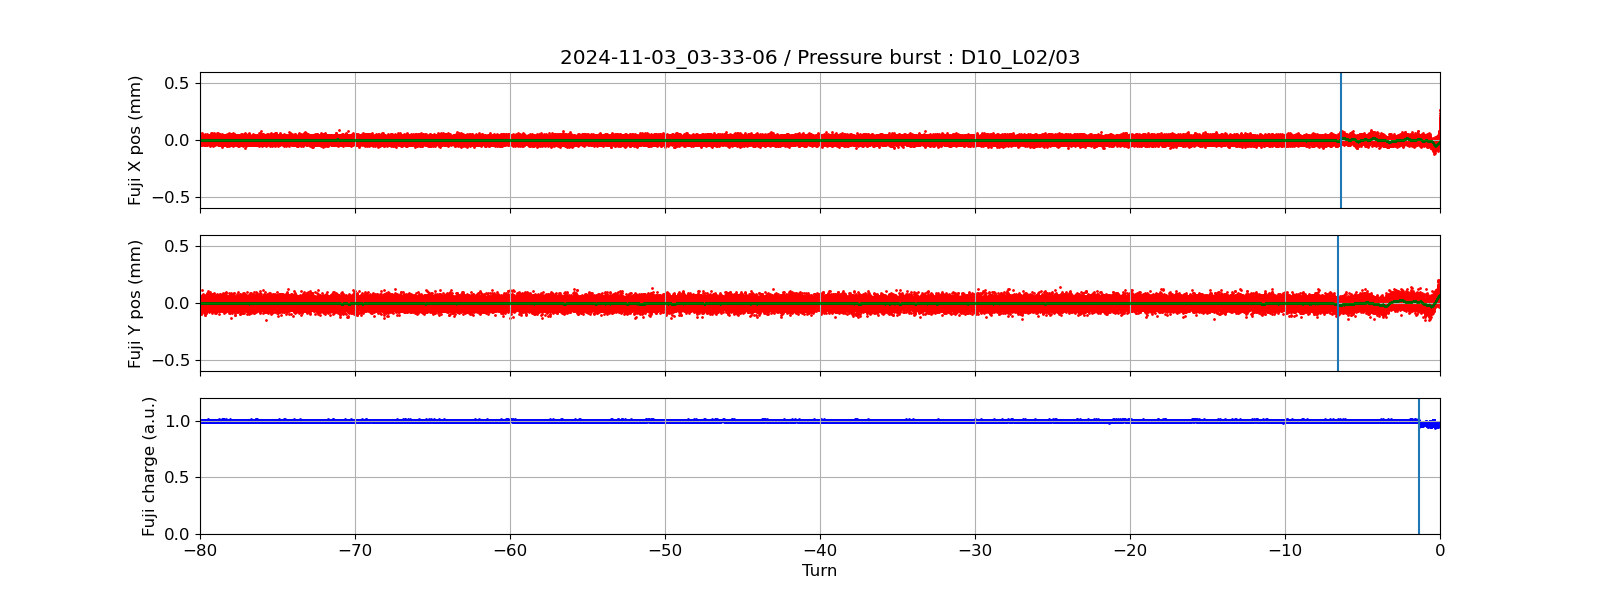 2024-11-03_03-33-06 / Pressure burst : D10_L02/03
Fuji X pos (mm)
0.5
0.0
−0.5
Fuji Y pos (mm)
0.5
0.0
−0.5
Fuji charge (a.u.)
1.0
0.5
0.0
−80 −70 −60 −50 −40 −30 −20 −10 0
Turn